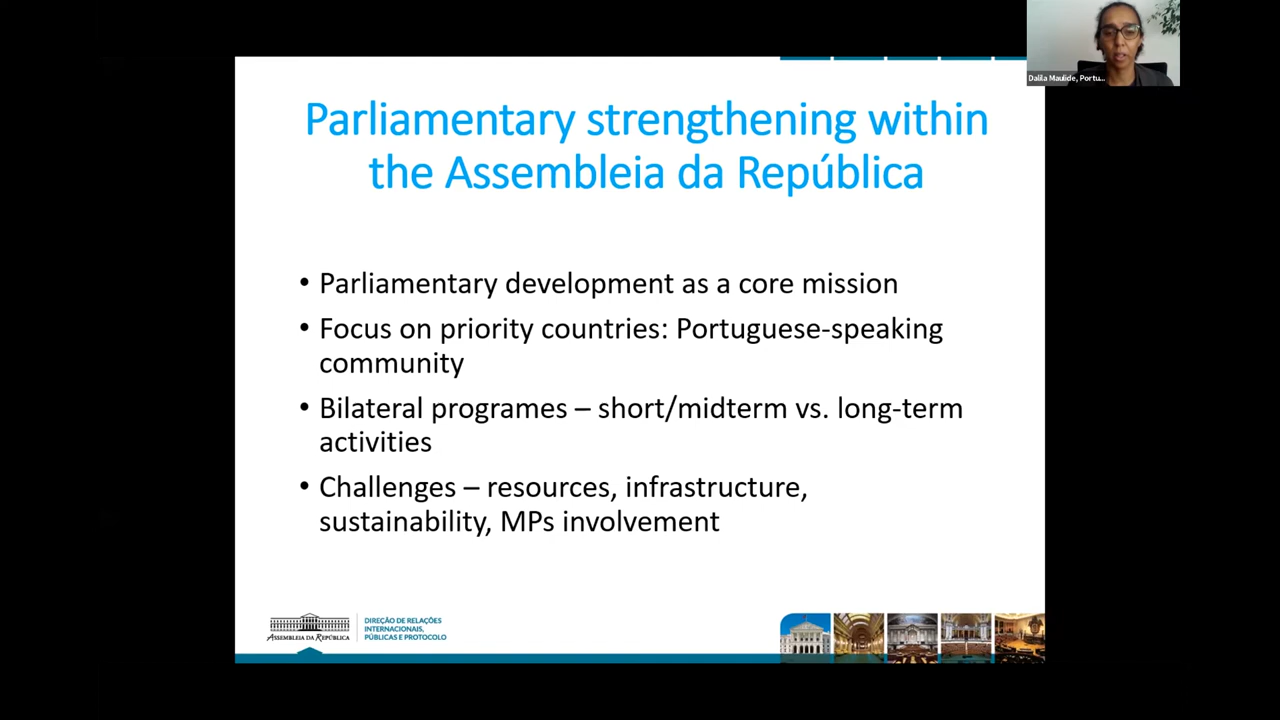 Dalila Maulide, Portu...
Parliamentary strengthening within
the Assembleia da República
• Parliamentary development as a core mission
• Focus on priority countries: Portuguese-speaking
community
• Bilateral programes – short/midterm vs. long-term
activities
• Challenges – resources, infrastructure,
sustainability, MPs involvement
ASSEMBLEIA DA REPÚBLICA
DIREÇÃO DE RELAÇÕES
INTERNACIONAIS,
PÚBLICAS E PROTOCOLO